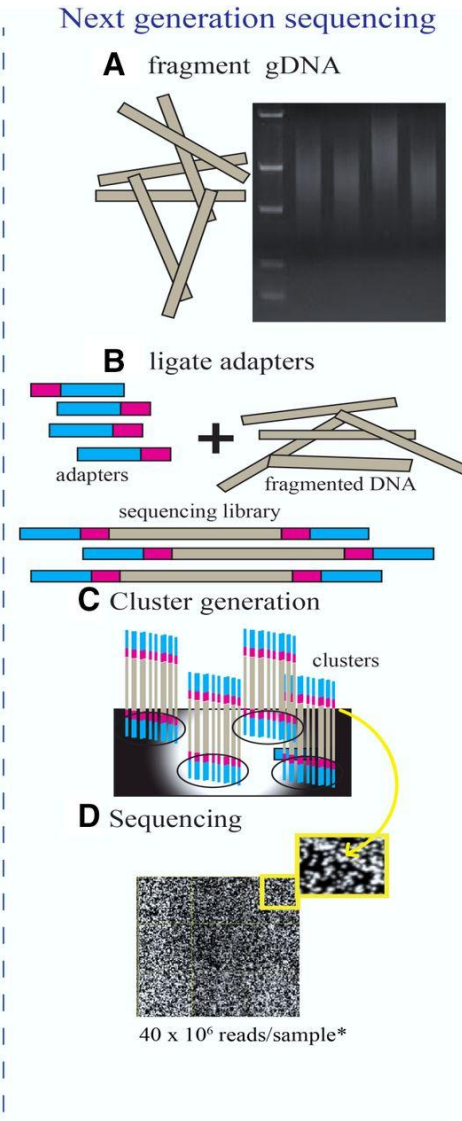 Next generation sequencing
A fragment gDNA
B ligate adapters
adapters
fragmented DNA
sequencing library
C Cluster generation
clusters
D Sequencing
40 x 10⁶ reads/sample*